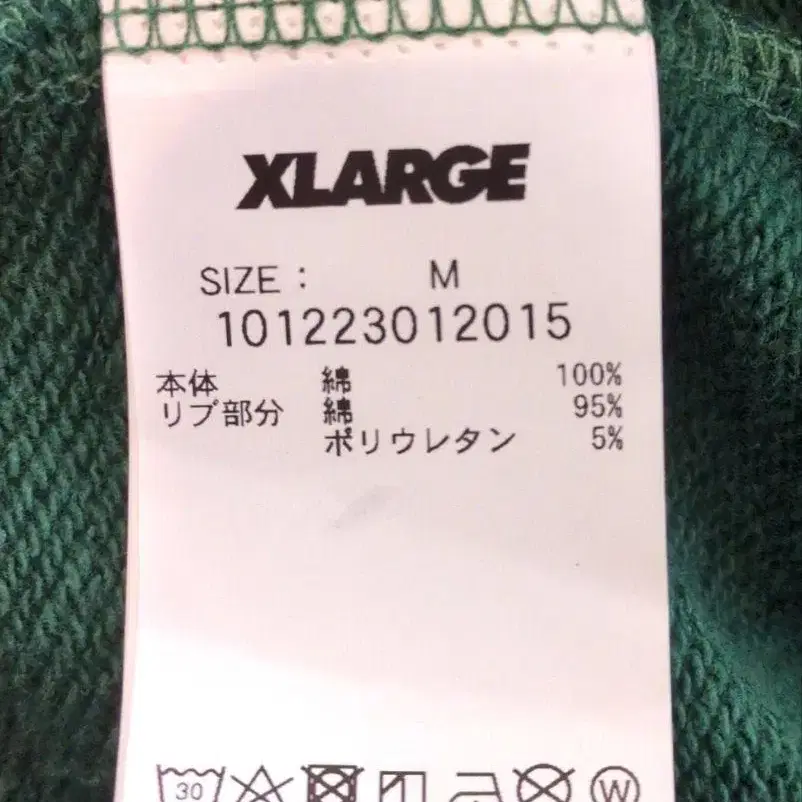 XLARGE
SIZE : M
101223012015
本体 綿 100%
リブ部分 綿 95%
ポリウレタン 5%
30 W